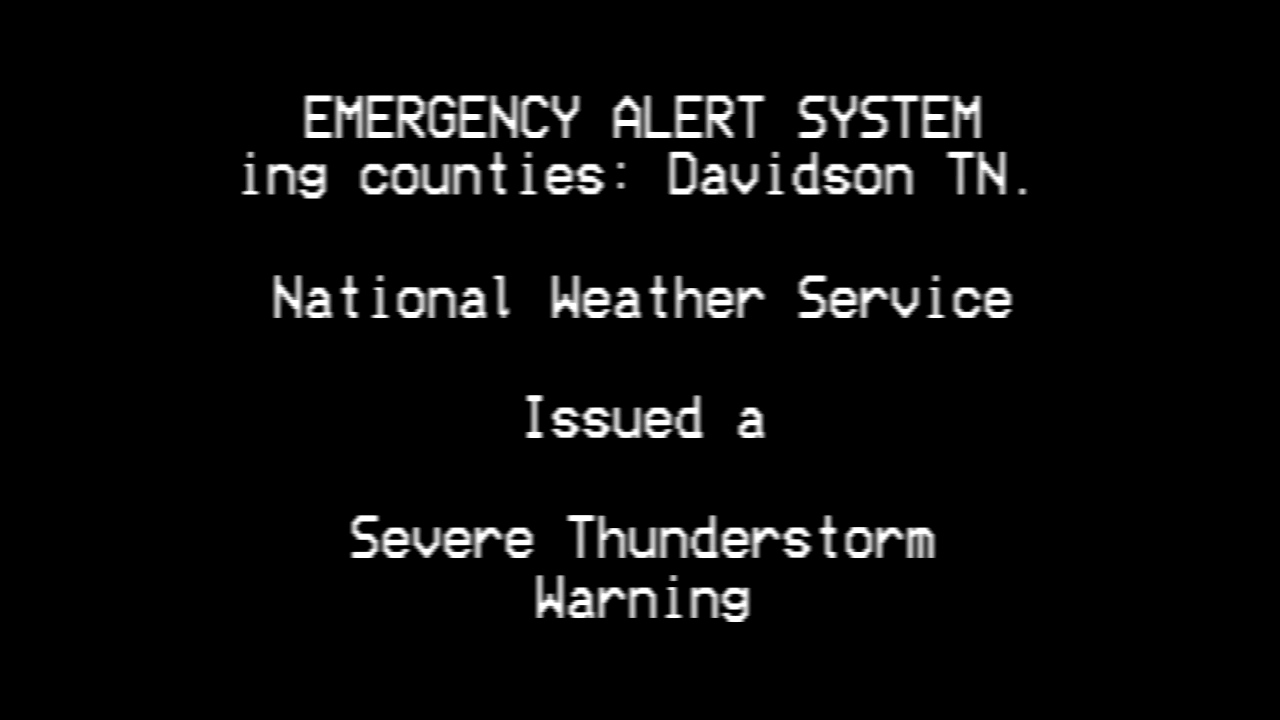 EMERGENCY ALERT SYSTEM
ing counties: Davidson TN.
National Weather Service
Issued a
Severe Thunderstorm
Warning